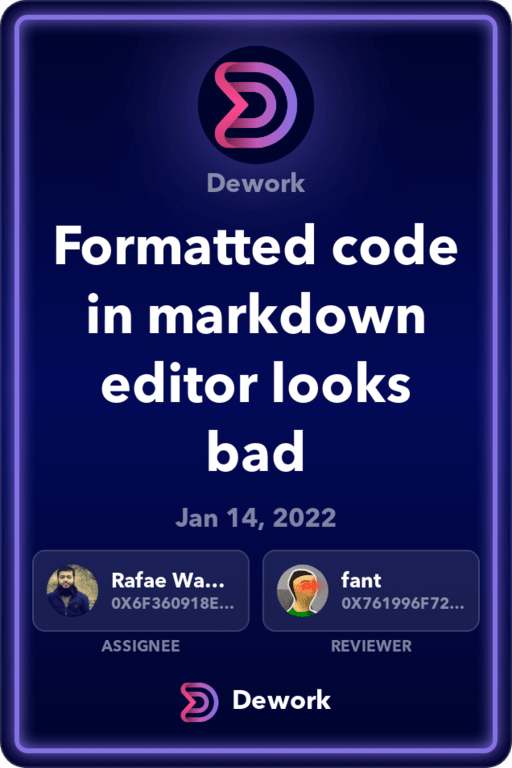 Dework
Formatted code
in markdown
editor looks
bad
Jan 14, 2022
Rafae Wa...
0X6F360918E...
ASSIGNEE
fant
0X761996F72...
REVIEWER
Dework